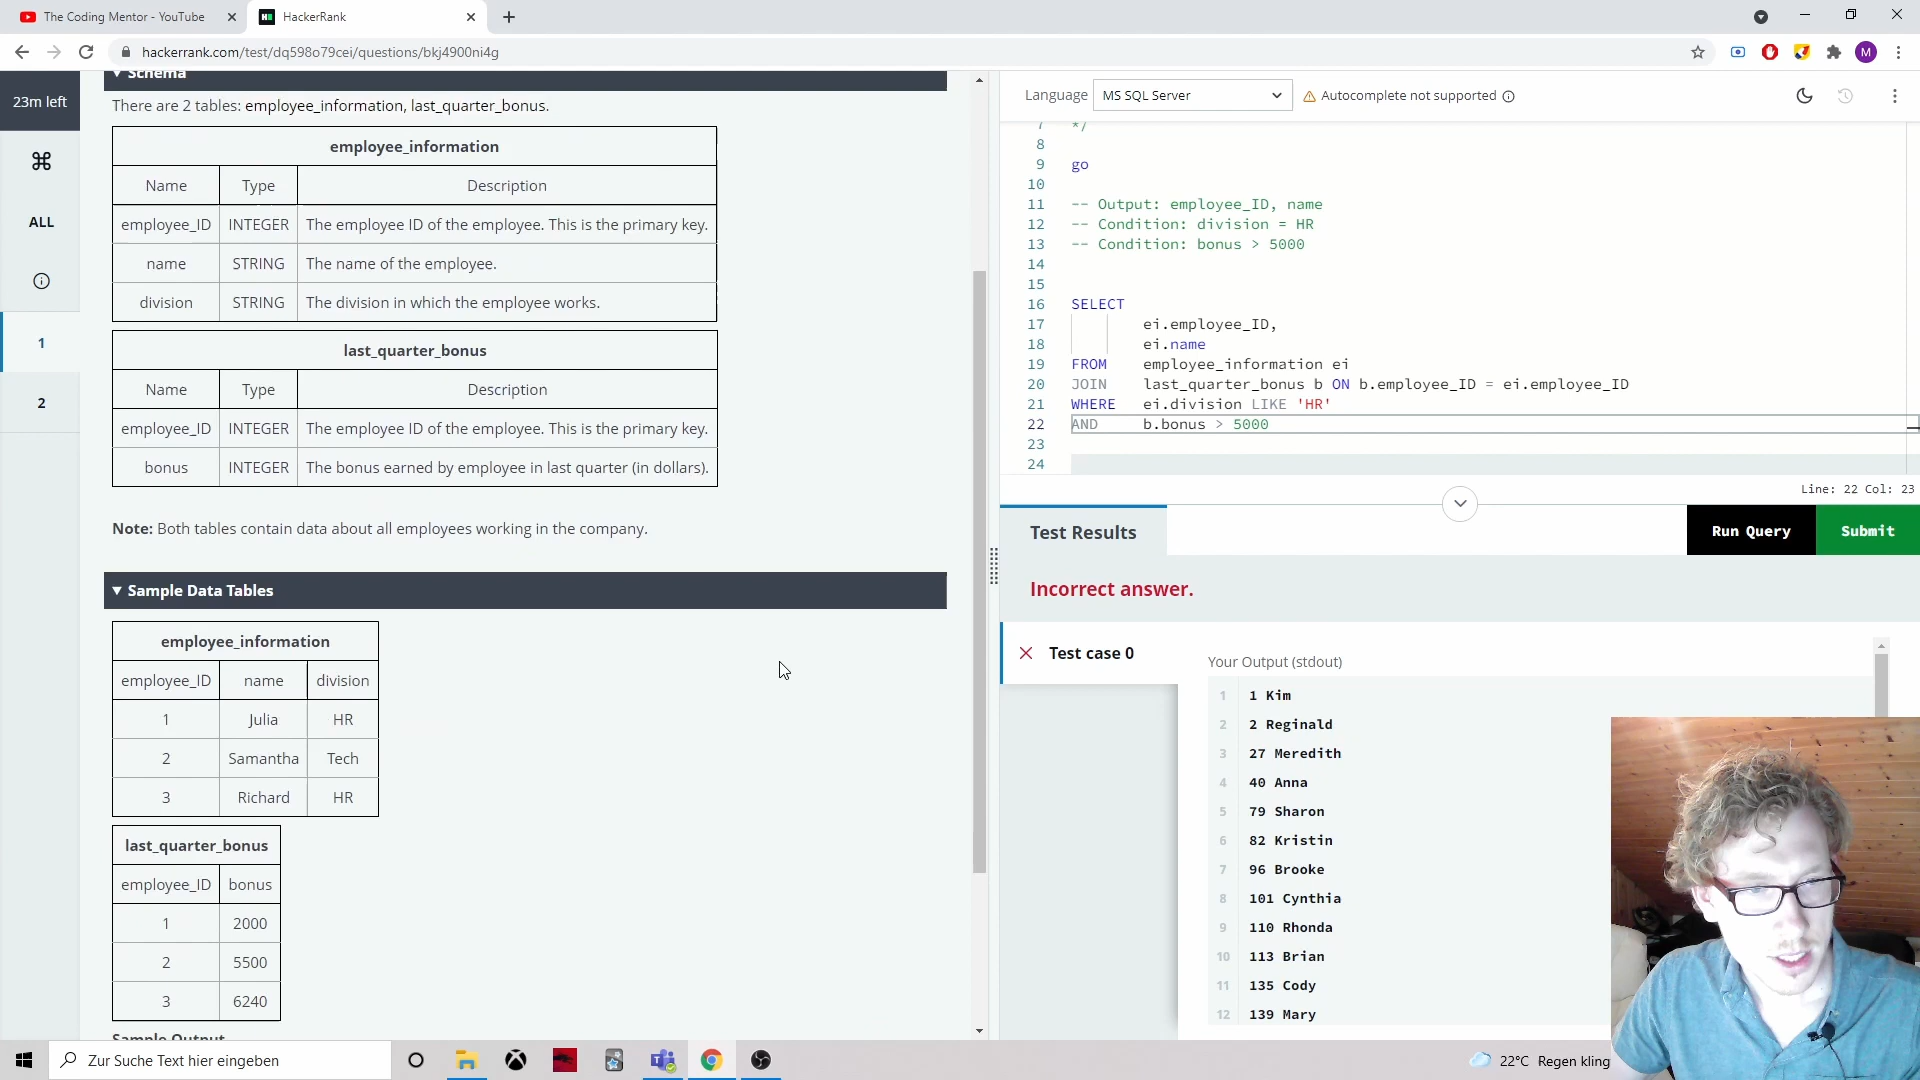 The Coding Mentor - YouTube
HackerRank
hackerrank.com/test/dq598o79cei/questions/bkj4900ni4g
M
23m left
ALL
1
2
Schema
There are 2 tables: employee_information, last_quarter_bonus.
employee_information
Name Type Description
employee_ID INTEGER The employee ID of the employee. This is the primary key.
name STRING The name of the employee.
division STRING The division in which the employee works.
last_quarter_bonus
Name Type Description
employee_ID INTEGER The employee ID of the employee. This is the primary key.
bonus INTEGER The bonus earned by employee in last quarter (in dollars).
Note: Both tables contain data about all employees working in the company.
Sample Data Tables
employee_information
employee_ID name division
1 Julia HR
2 Samantha Tech
3 Richard HR
last_quarter_bonus
employee_ID bonus
1 2000
2 5500
3 6240
Sample Output
Language MS SQL Server Autocomplete not supported
7 */
8
9 go
10
11 -- Output: employee_ID, name
12 -- Condition: division = HR
13 -- Condition: bonus > 5000
14
15
16 SELECT
17 ei.employee_ID,
18 ei.name
19 FROM employee_information ei
20 JOIN last_quarter_bonus b ON b.employee_ID = ei.employee_ID
21 WHERE ei.division LIKE 'HR'
22 AND b.bonus > 5000
23
24
Line: 22 Col: 23
Test Results
Run Query
Submit
Incorrect answer.
Test case 0
Your Output (stdout)
1 1 Kim
2 2 Reginald
3 27 Meredith
4 40 Anna
5 79 Sharon
6 82 Kristin
7 96 Brooke
8 101 Cynthia
9 110 Rhonda
10 113 Brian
11 135 Cody
12 139 Mary
Zur Suche Text hier eingeben
22°C Regen kling